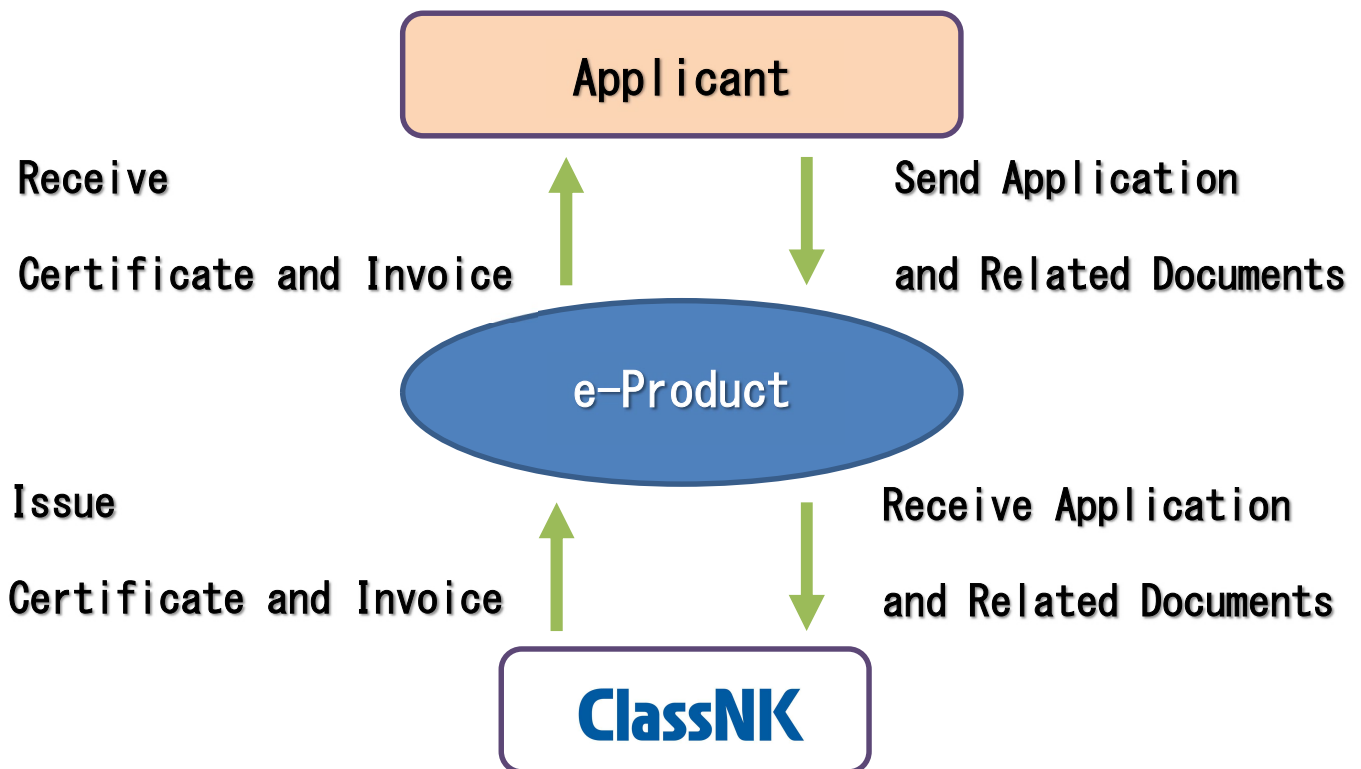 Applicant
Receive
Certificate and Invoice
Send Application
and Related Documents
e-Product
Issue
Certificate and Invoice
Receive Application
and Related Documents
ClassNK